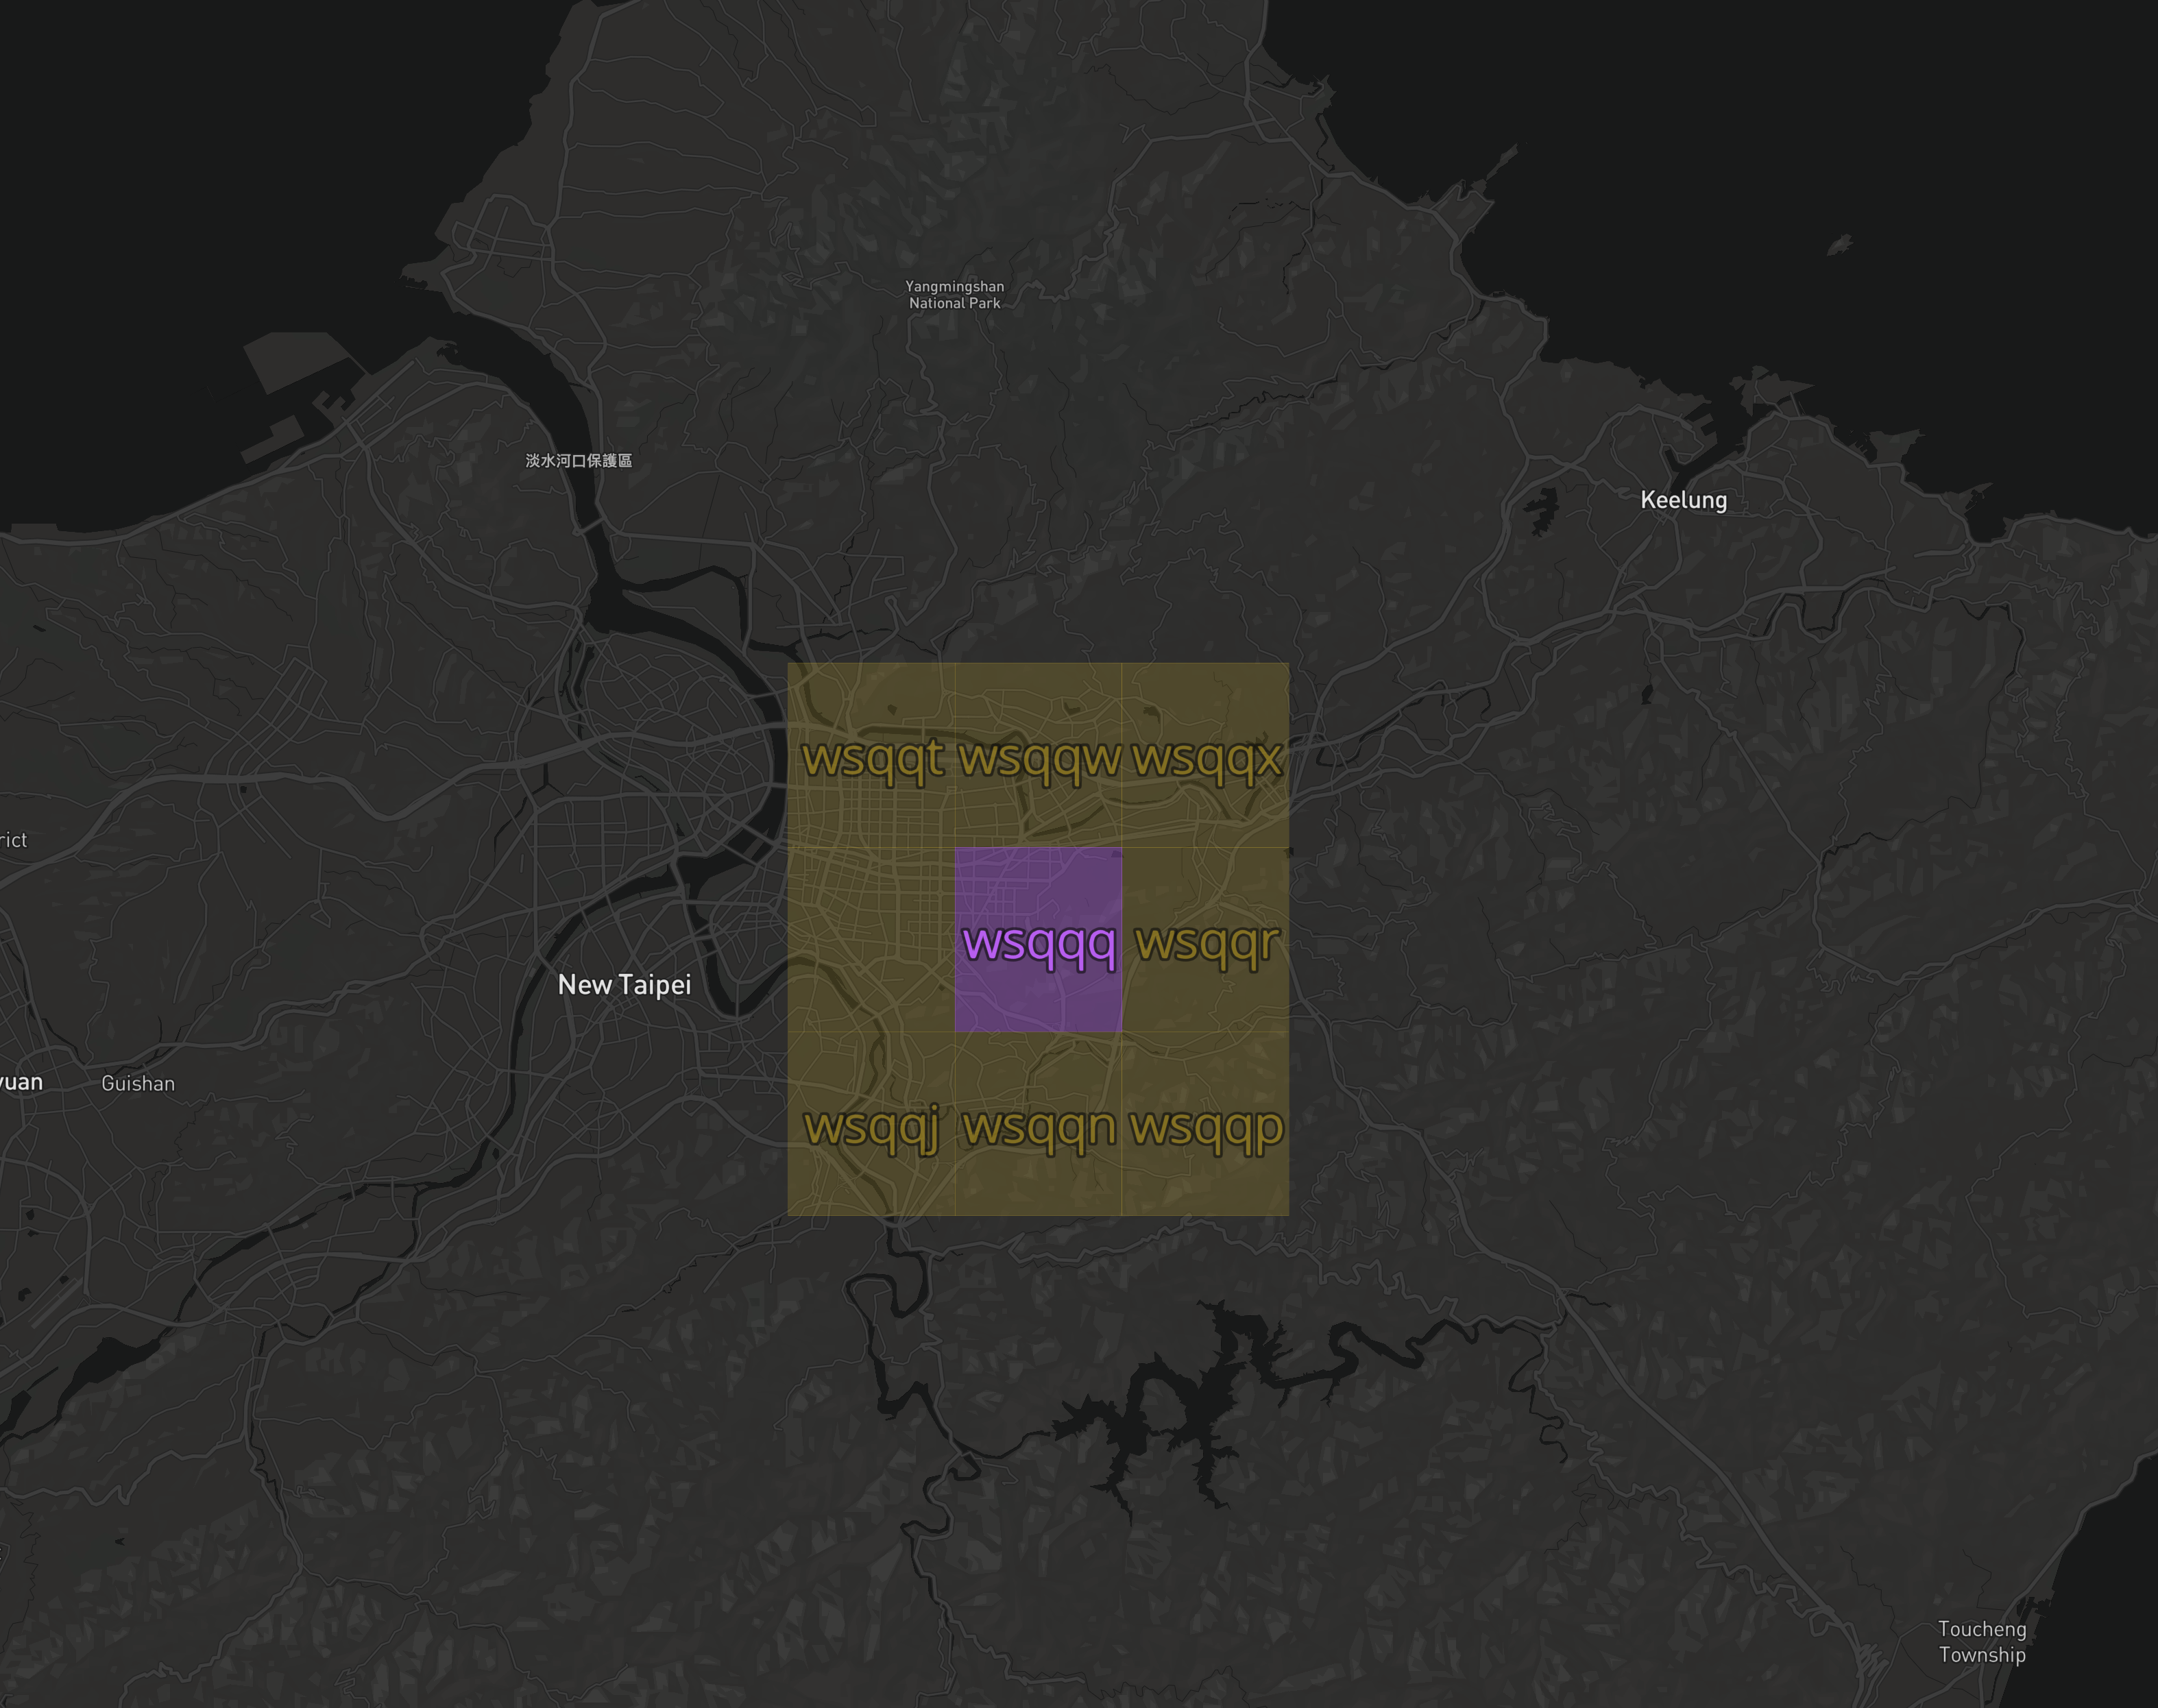 Yangmingshan
National Park
淡水河口保護區
Keelung
wsqqt wsqqw wsqqx
rict
wsqqq wsqqr
New Taipei
yuan
Guishan
wsqqj wsqqn wsqqp
Toucheng
Township